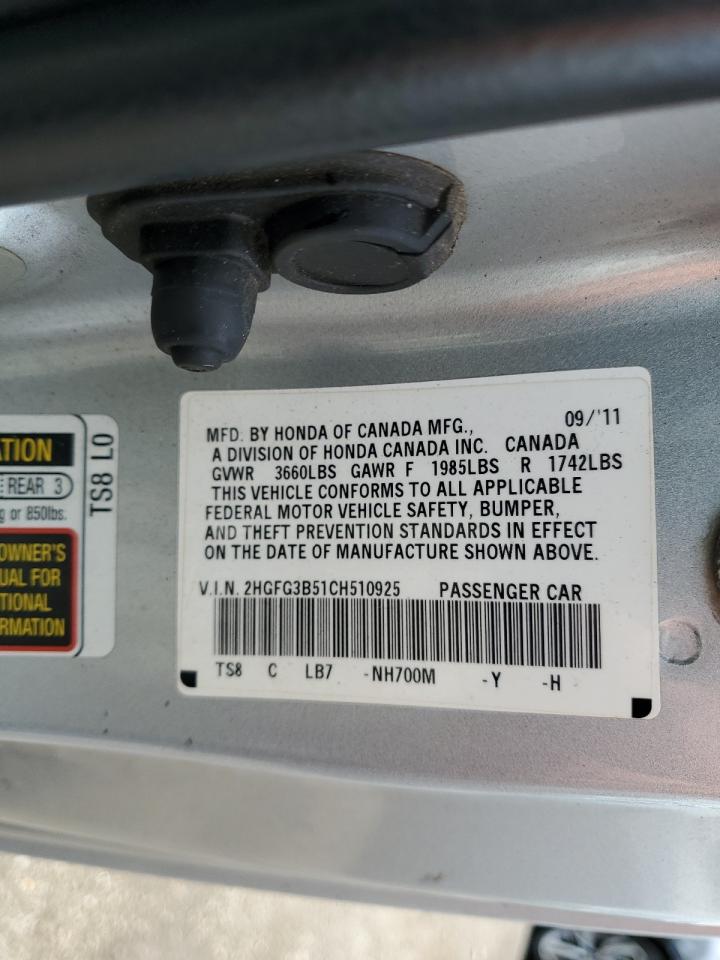 ATION
REAR 3
g or 850lbs.
OWNER'S
UAL FOR
TIONAL
RMATION
TS8 L0
MFD. BY HONDA OF CANADA MFG., 09/'11
A DIVISION OF HONDA CANADA INC. CANADA
GVWR 3660LBS GAWR F 1985LBS R 1742LBS
THIS VEHICLE CONFORMS TO ALL APPLICABLE
FEDERAL MOTOR VEHICLE SAFETY, BUMPER,
AND THEFT PREVENTION STANDARDS IN EFFECT
ON THE DATE OF MANUFACTURE SHOWN ABOVE.
V.I.N. 2HGFG3B51CH510925 PASSENGER CAR
TS8 C LB7 -NH700M -Y -H